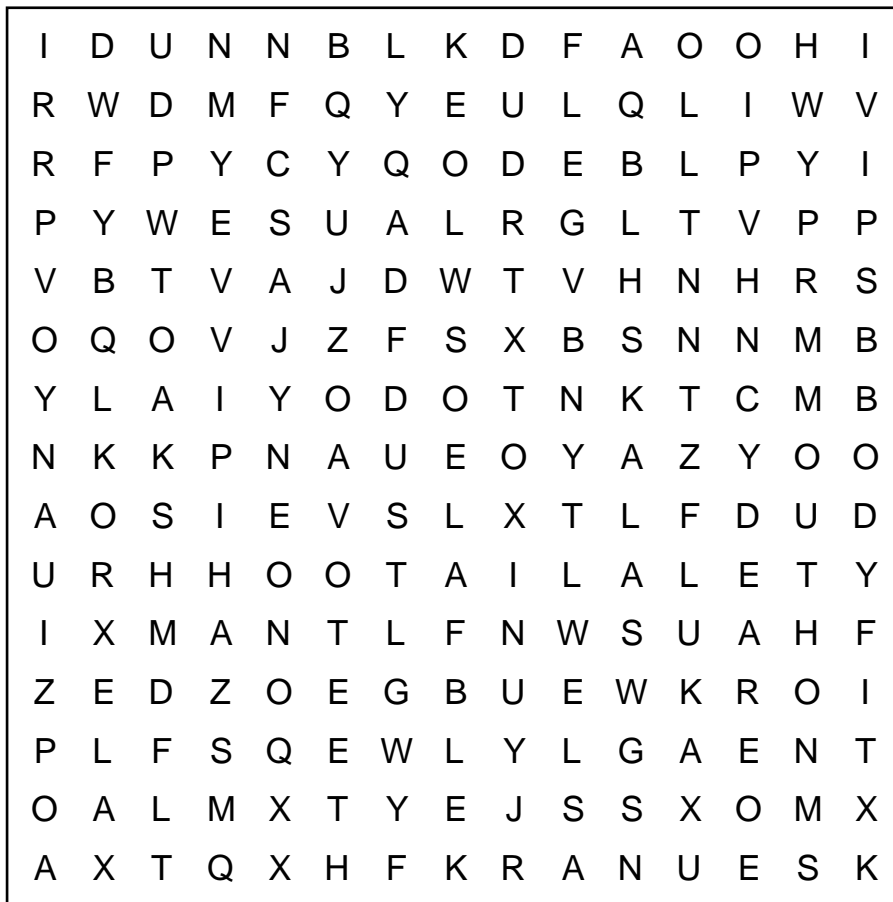 I D U N N B L K D F A O O H I
R W D M F Q Y E U L Q L I W V
R F P Y C Y Q O D E B L P Y I
P Y W E S U A L R G L T V P P
V B T V A J D W T V H N H R S
O Q O V J Z F S X B S N N M B
Y L A I Y O D O T N K T C M B
N K K P N A U E O Y A Z Y O O
A O S I E V S L X T L F D U D
U R H H O O T A I L A L E T Y
I X M A N T L F N W S U A H F
Z E D Z O E G B U E W K R O I
P L F S Q E W L Y L G A E N T
O A L M X T Y E J S S X O M X
A X T Q X H F K R A N U E S K